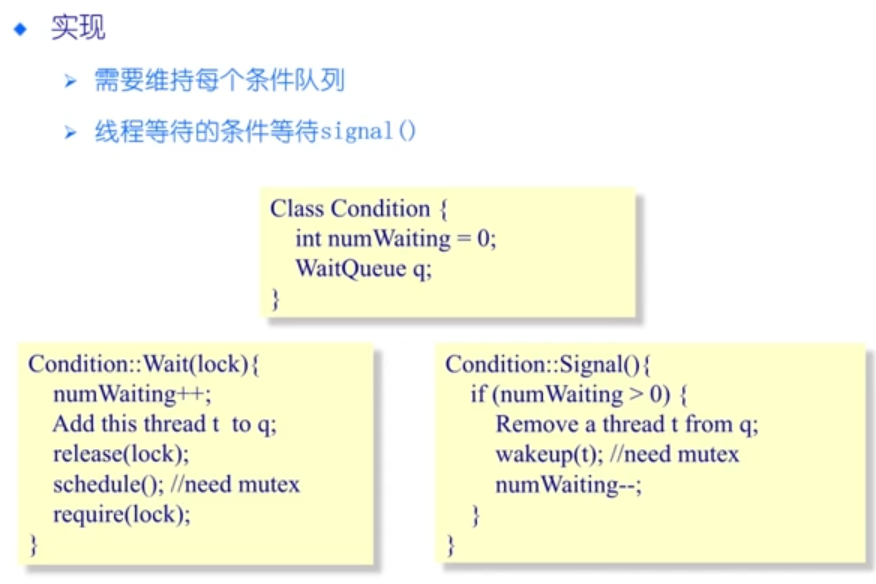 实现
需要维持每个条件队列
线程等待的条件等待signal()
Class Condition {
int numWaiting = 0;
WaitQueue q;
}
Condition::Wait(lock){
numWaiting++;
Add this thread t to q;
release(lock);
schedule(); //need mutex
require(lock);
}
Condition::Signal(){
if (numWaiting > 0) {
Remove a thread t from q;
wakeup(t); //need mutex
numWaiting--;
}
}